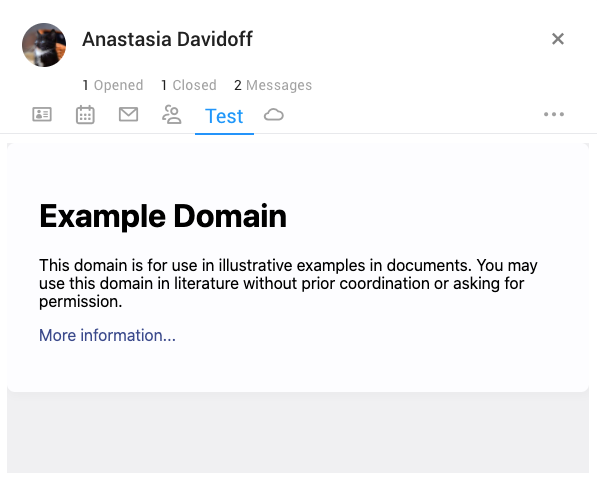 Anastasia Davidoff
1 Opened 1 Closed 2 Messages
Test
Example Domain
This domain is for use in illustrative examples in documents. You may
use this domain in literature without prior coordination or asking for
permission.
More information...